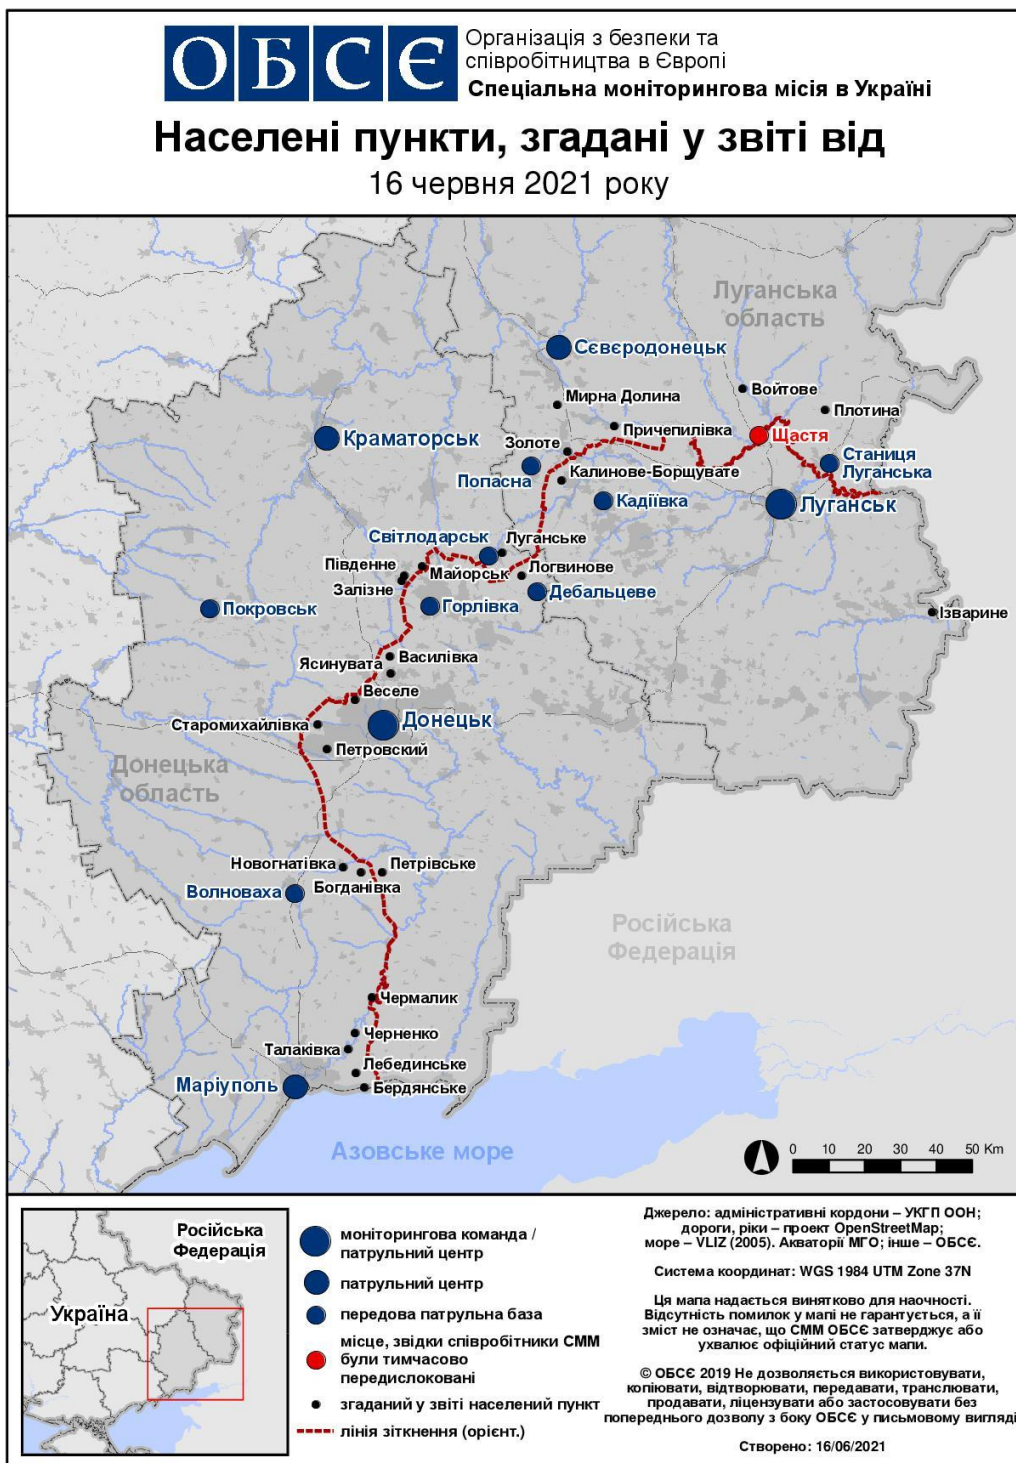 ОБСЄ
Організація з безпеки та
співробітництва в Європі
Спеціальна моніторингова місія в Україні
Населені пункти, згадані у звіті від
16 червня 2021 року
Луганська
область
Сєвєродонецьк
Войтове
Мирна Долина
Плотина
Причепилівка
Щастя
Краматорськ
Золоте
Станиця
Луганська
Попасна
Калинове-Борщувате
Кадіївка
Луганськ
Світлодарськ
Луганське
Південне
Майорськ
Логвинове
Залізне
Дебальцеве
Покровськ
Горлівка
Ізварине
Василівка
Ясинувата
Веселе
Старомихайлівка
Донецьк
Петровский
Донецька
область
Новогнатівка
Петрівське
Богданівка
Волноваха
Російська
Федерація
Чермалик
Черненко
Талаківка
Лебединське
Маріуполь
Бердянське
Азовське море
0 10 20 30 40 50 Km
Російська
Федерація
Україна
моніторингова команда /
патрульний центр
патрульний центр
передова патрульна база
місце, звідки співробітники СММ
були тимчасово
передислоковані
згаданий у звіті населений пункт
лінія зіткнення (орієнт.)
Джерело: адміністративні кордони – УКГП ООН;
дороги, ріки – проект OpenStreetMap;
море – VLIZ (2005). Акваторії МГО; інше – ОБСЄ.
Система координат: WGS 1984 UTM Zone 37N
Ця мапа надається винятково для наочності.
Відсутність помилок у мапі не гарантується, а її
зміст не означає, що СММ ОБСЄ затверджує або
ухвалює офіційний статус мапи.
© ОБСЄ 2019 Не дозволяється використовувати,
копіювати, відтворювати, передавати, транслювати,
продавати, ліцензувати або застосовувати без
попереднього дозволу з боку ОБСЄ у письмовому вигляді
Створено: 16/06/2021